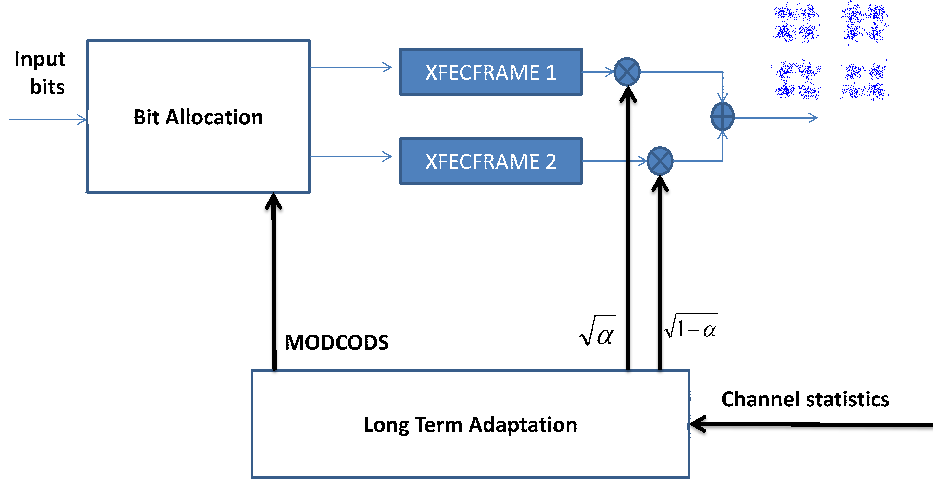 Input
bits
Bit Allocation
XFECFRAME 1
XFECFRAME 2
MODCODS
√α
√1−α
Long Term Adaptation
Channel statistics